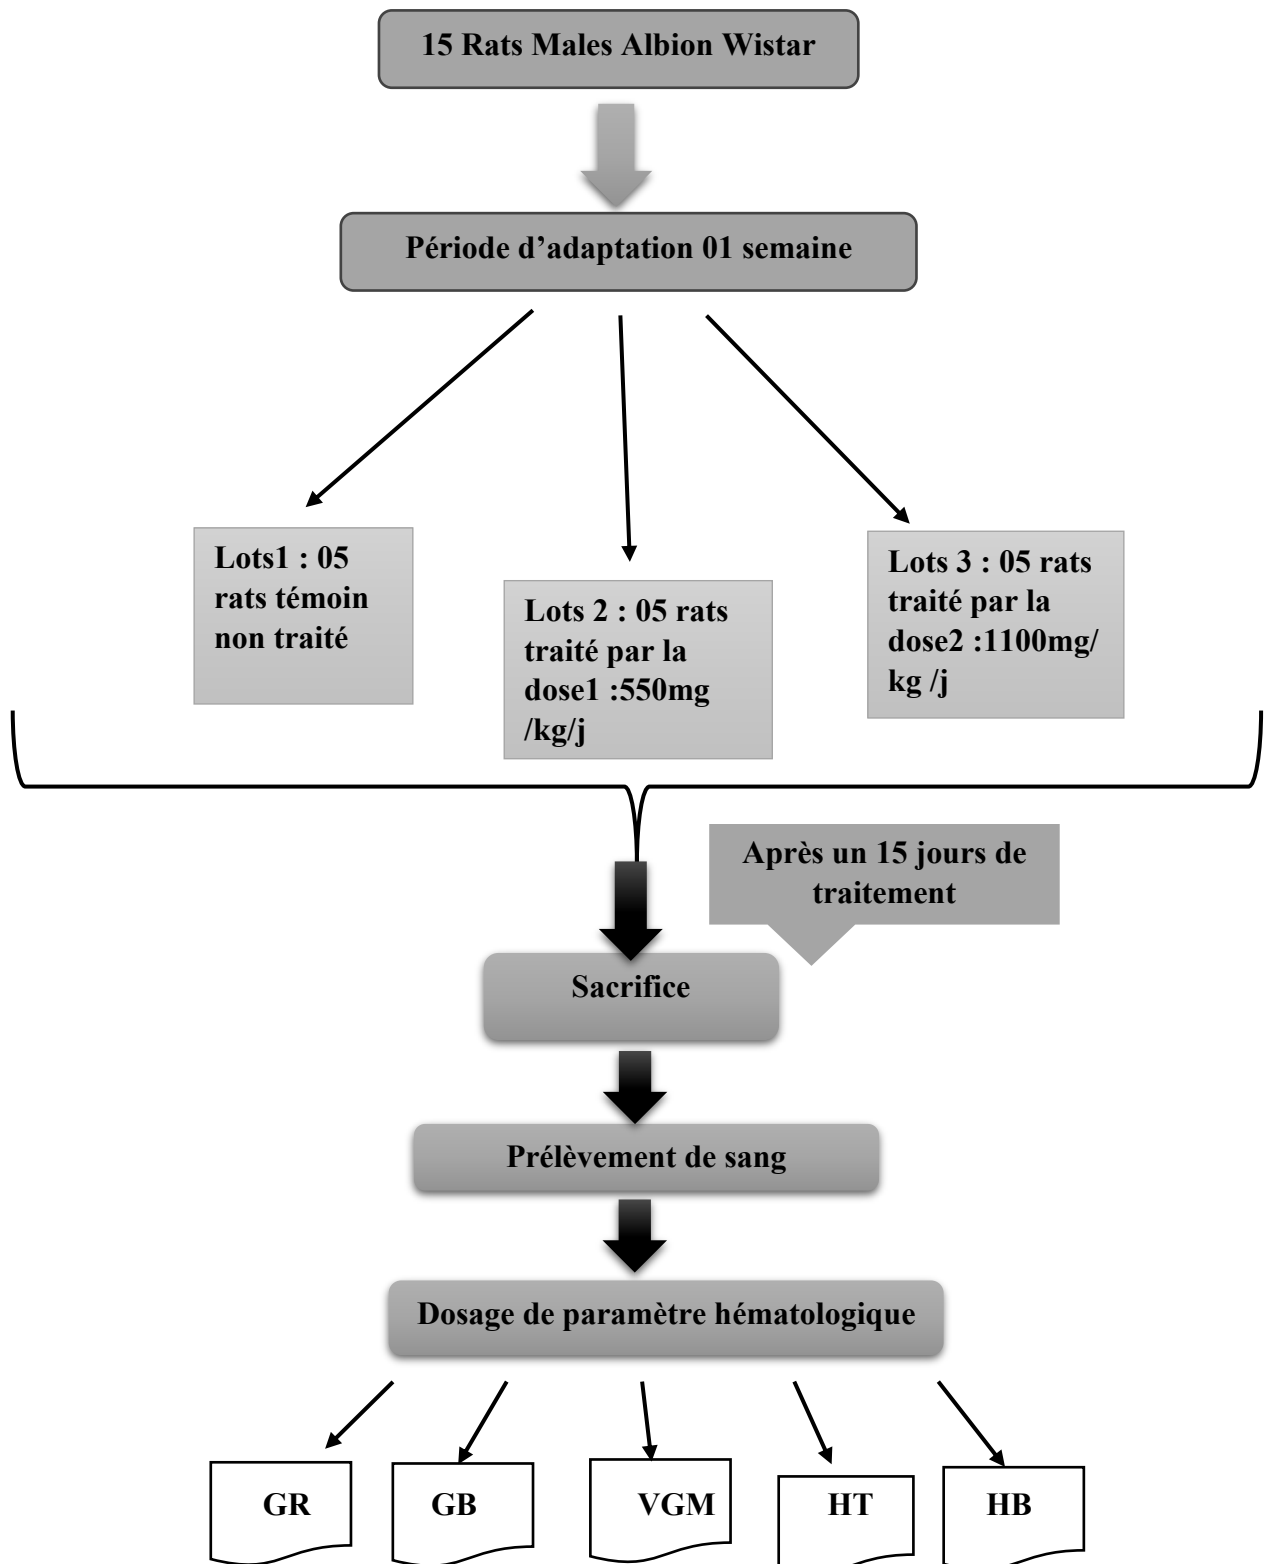 15 Rats Males Albion Wistar
Période d’adaptation 01 semaine
Lots1 : 05
rats témoin
non traité
Lots 2 : 05 rats
traité par la
dose1 :550mg
/kg/j
Lots 3 : 05 rats
traité par la
dose2 :1100mg/
kg /j
Après un 15 jours de
traitement
Sacrifice
Prélèvement de sang
Dosage de paramètre hématologique
GR
GB
VGM
HT
HB